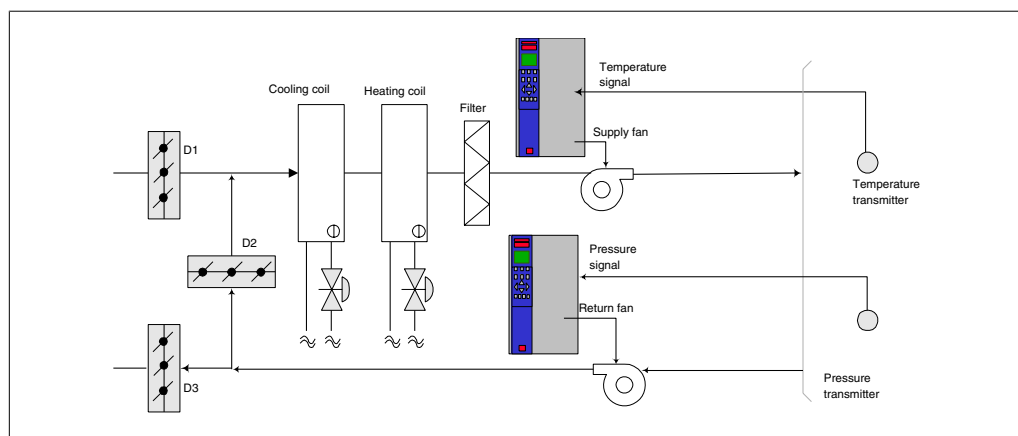 Cooling coil
Heating coil
Filter
Temperature
signal
Supply fan
D1
Temperature
transmitter
D2
Pressure
signal
Return fan
D3
Pressure
transmitter